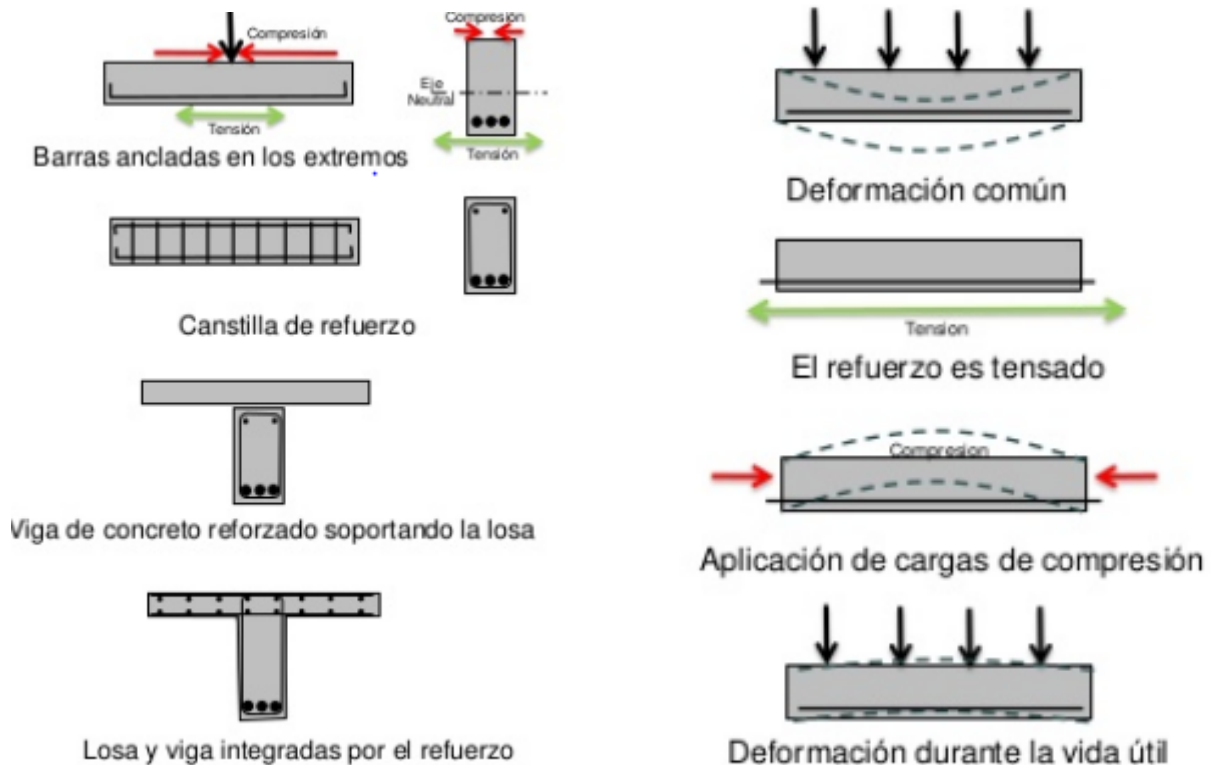 Compresión
Tensión
Barras ancladas en los extremos
Compresión
Eje
Neutral
Tensión
Canstilla de refuerzo
Viga de concreto reforzado soportando la losa
Losa y viga integradas por el refuerzo
Deformación común
Tension
El refuerzo es tensado
Compresion
Aplicación de cargas de compresión
Deformación durante la vida útil